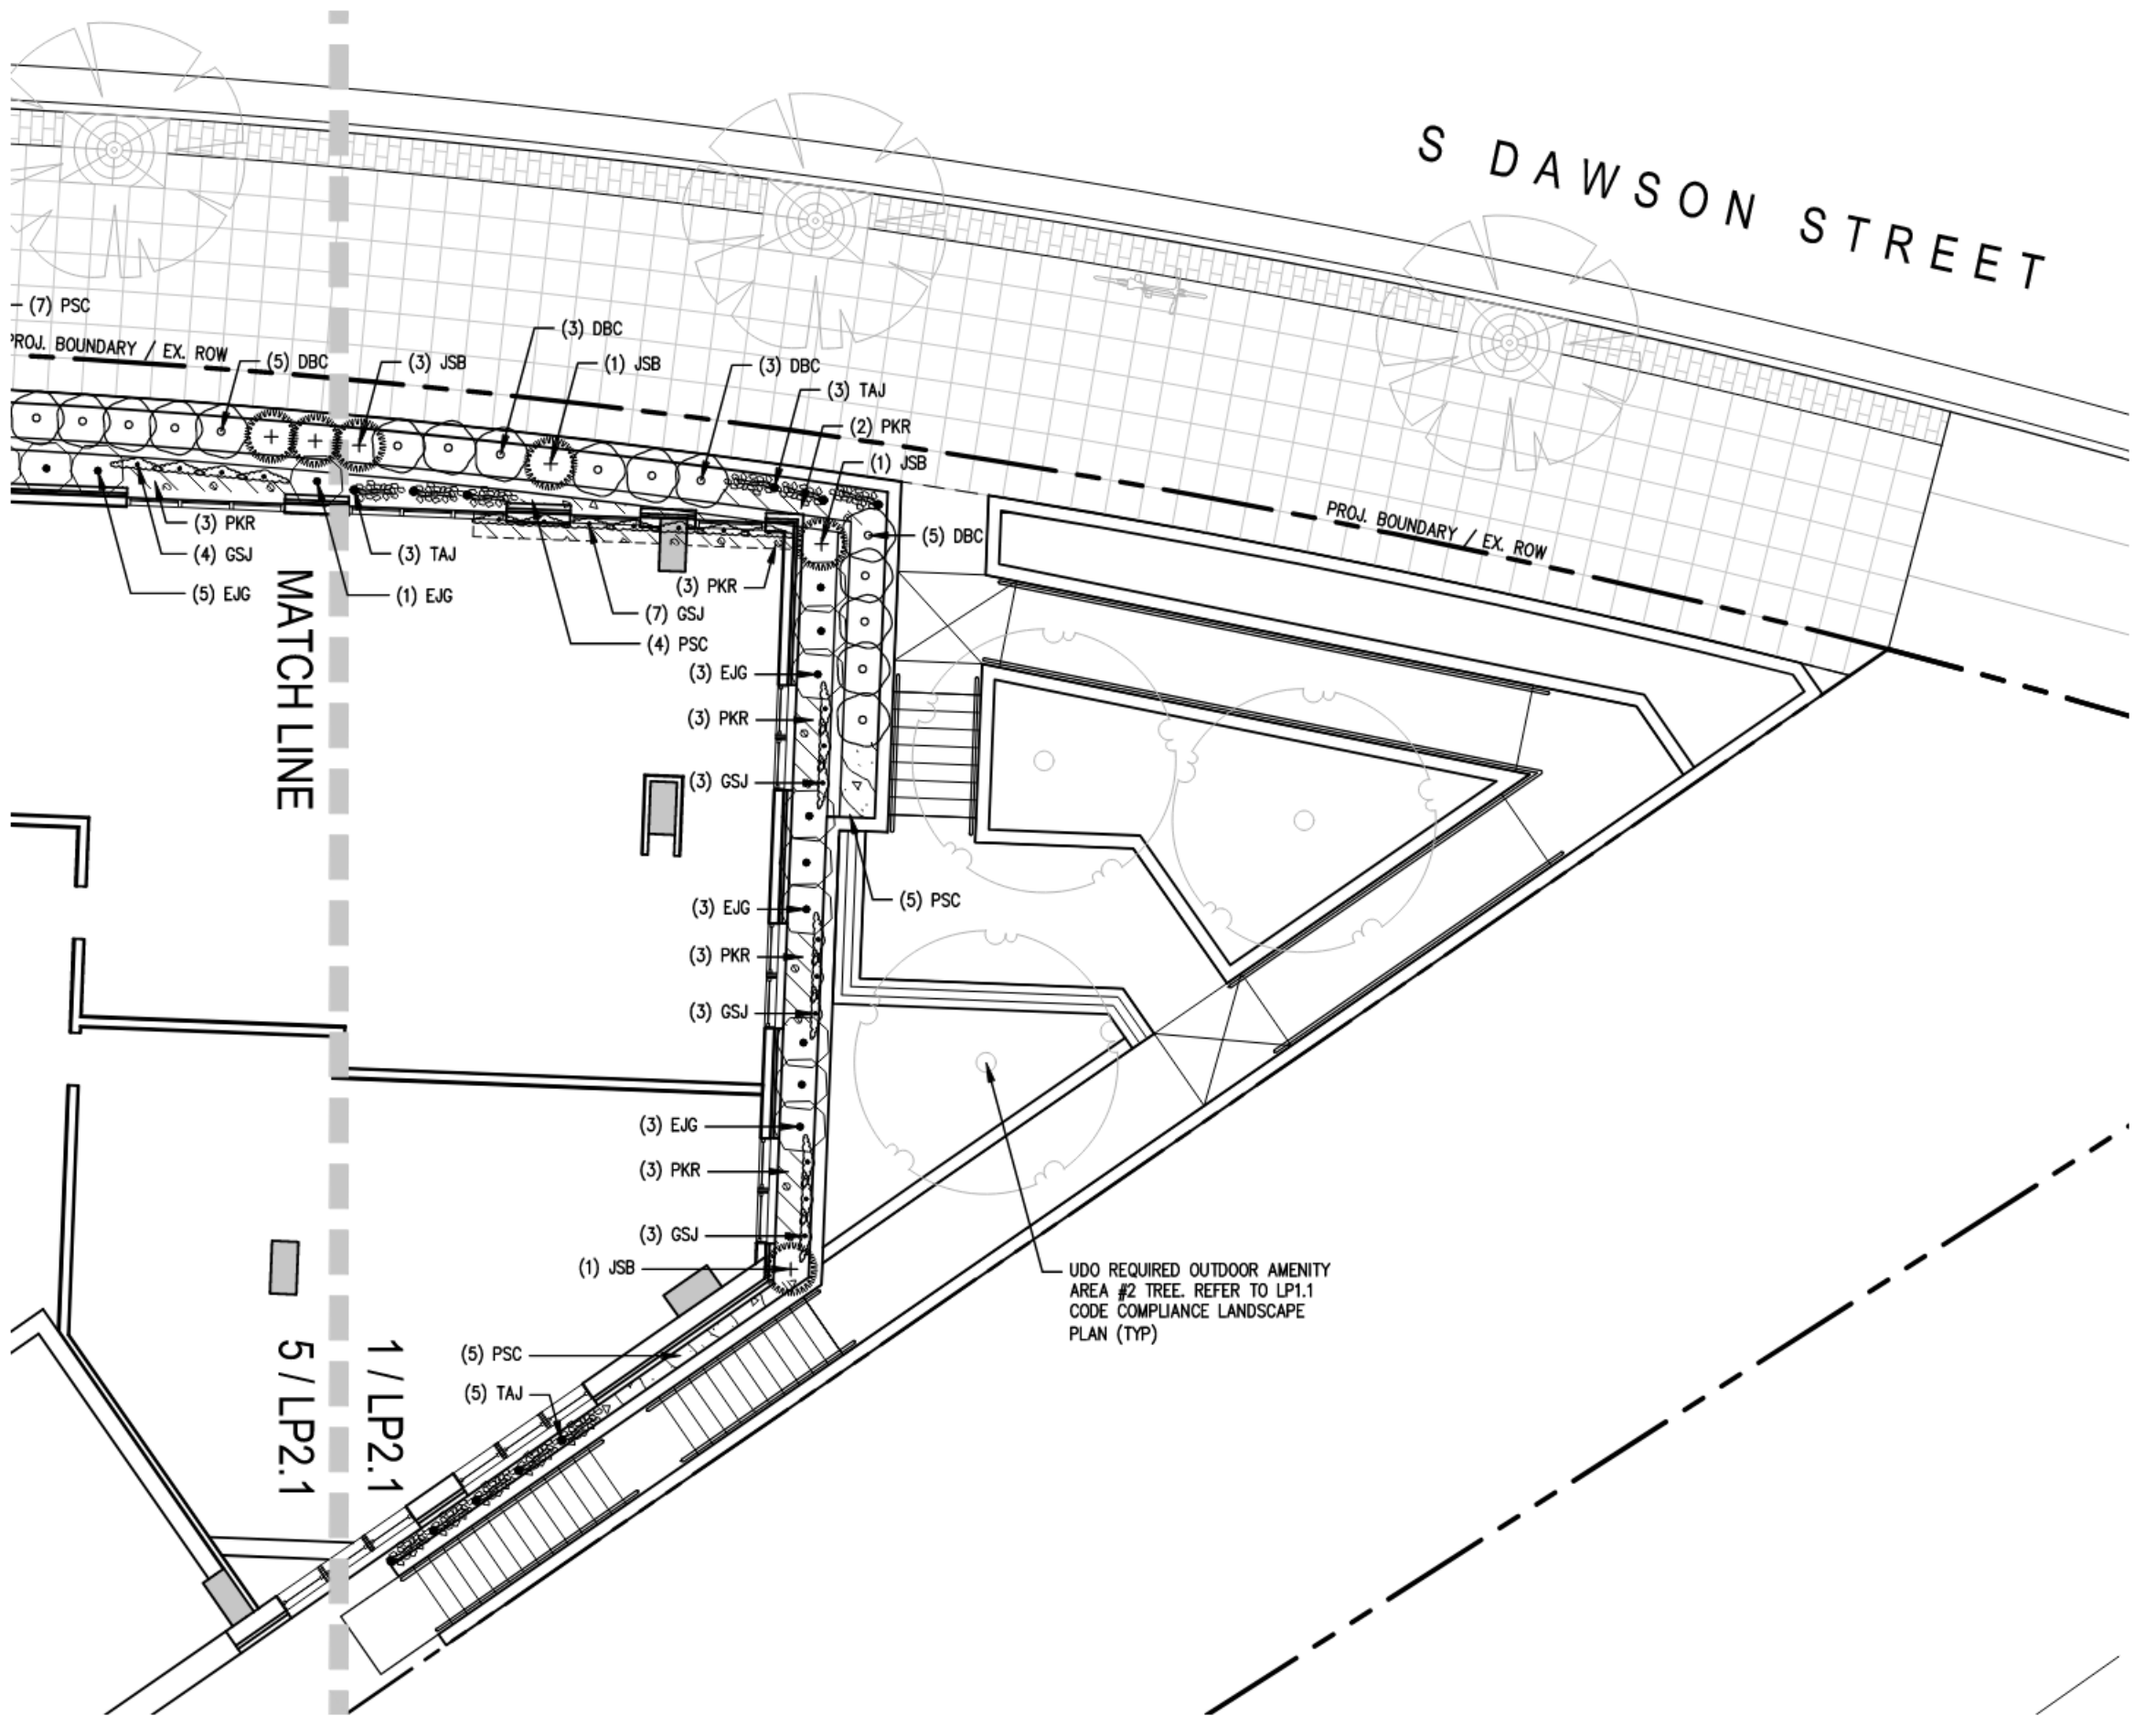 S DAWSON STREET
(7) PSC
PROJ. BOUNDARY / EX. ROW
(5) DBC
(3) JSB
(3) DBC
(1) JSB
(3) DBC
(3) TAJ
(2) PKR
(1) JSB
(5) DBC
PROJ. BOUNDARY / EX. ROW
(3) PKR
(4) GSJ
(5) EJG
(3) TAJ
(1) EJG
(3) PKR
(7) GSJ
(4) PSC
MATCH LINE
(3) EJG
(3) PKR
(3) GSJ
(5) PSC
(3) EJG
(3) PKR
(3) GSJ
(3) EJG
(3) PKR
(3) GSJ
(1) JSB
UDO REQUIRED OUTDOOR AMENITY
AREA #2 TREE. REFER TO LP1.1
CODE COMPLIANCE LANDSCAPE
PLAN (TYP)
(5) PSC
(5) TAJ
1 / LP2.1
5 / LP2.1